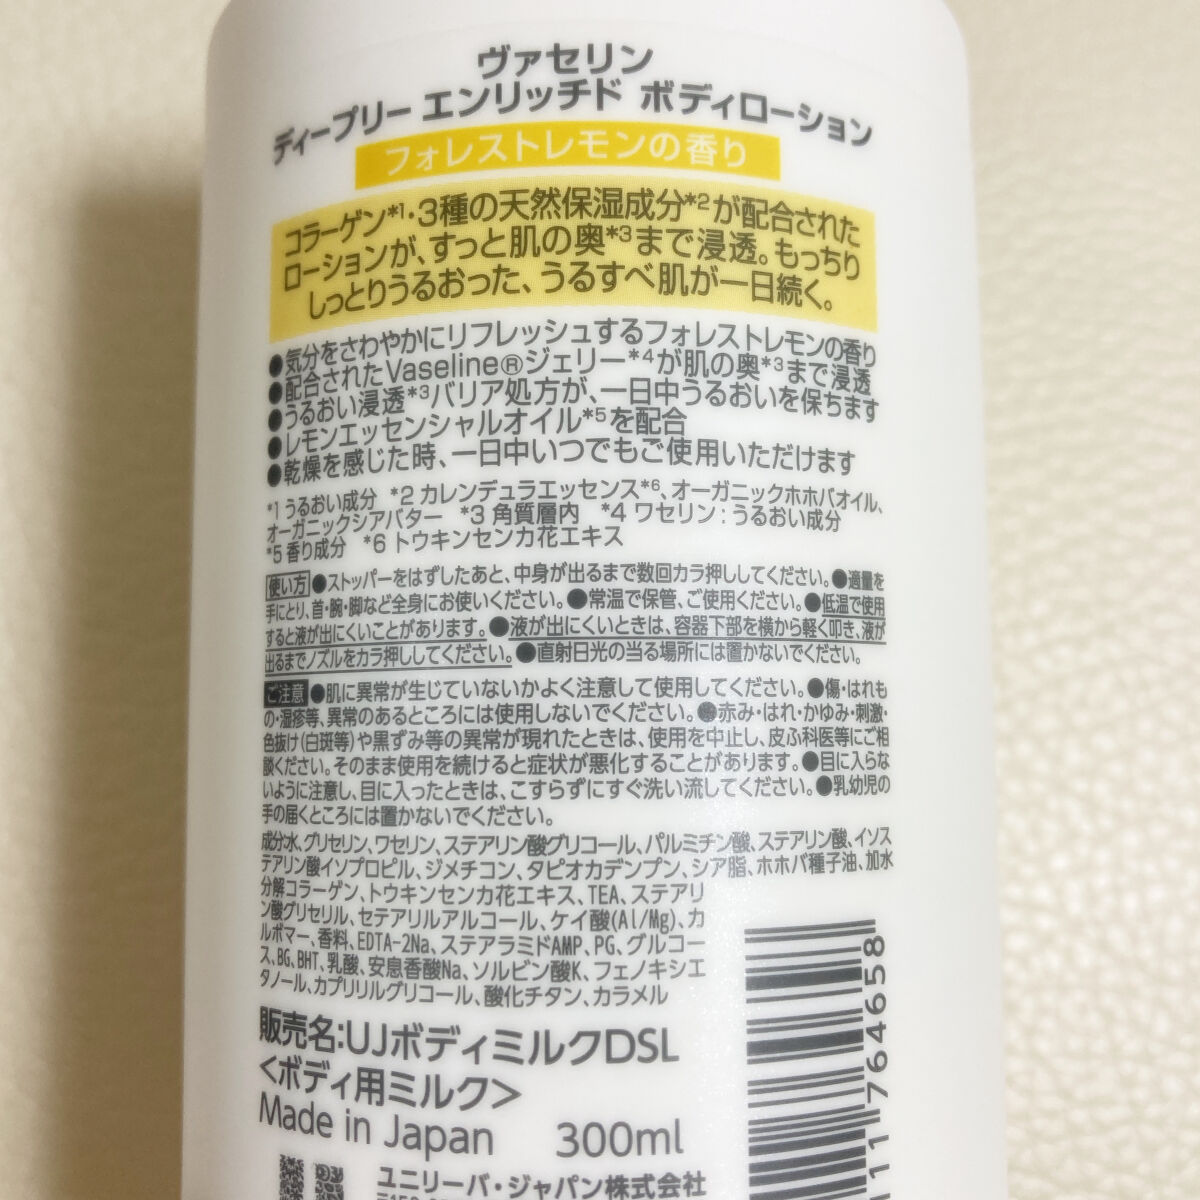 ヴァセリン
ディープリー エンリッチド ボディローション
フォレストレモンの香り
コラーゲン*1・3種の天然保湿成分*2が配合された
ローションが、すっと肌の奥*3まで浸透。もっちり
しっとりうるおった、うるすべ肌が一日続く。
●気分をさわやかにリフレッシュするフォレストレモンの香り
●配合されたVaseline®ジェリー*4が肌の奥*3まで浸透
●うるおい浸透*3バリア処方が、一日中うるおいを保ちます
●レモンエッセンシャルオイル*5を配合
●乾燥を感じた時、一日中いつでもご使用いただけます
*1 うるおい成分 *2 カレンデュラエッセンス*6、オーガニックホホバオイル、
オーガニックシアバター *3 角質層内 *4 ワセリン：うるおい成分
*5 香り成分 *6 トウキンセンカ花エキス
使い方 ●ストッパーをはずしたあと、中身が出るまで数回カラ押ししてください。●適量を
手にとり、首・腕・脚など全身にお使いください。●常温で保管、ご使用ください。●低温で使用
すると液が出にくいことがあります。●液が出にくいときは、容器下部を横から軽く叩き、液が
出るまでノズルをカラ押ししてください。●直射日光の当る場所には置かないでください。
ご注意 ●肌に異常が生じていないかよく注意して使用してください。●傷・はれも
の・湿疹等、異常のあるところには使用しないでください。●赤み・はれ・かゆみ・刺激・
色抜け(白斑等)や黒ずみ等の異常が現れたときは、使用を中止し、皮ふ科医等にご相
談ください。そのまま使用を続けると症状が悪化することがあります。●目に入らな
いように注意し、目に入ったときは、こすらずにすぐ洗い流してください。●乳幼児の
手の届くところには置かないでください。
成分水、グリセリン、ワセリン、ステアリン酸グリコール、パルミチン酸、ステアリン酸、イソス
テアリン酸イソプロピル、ジメチコン、タピオカデンプン、シア脂、ホホバ種子油、加水
分解コラーゲン、トウキンセンカ花エキス、TEA、ステアリ
ン酸グリセリル、セテアリルアルコール、ケイ酸(Al/Mg)、カ
ルボマー、香料、EDTA-2Na、ステアラミドAMP、PG、グルコー
ス、BG、BHT、乳酸、安息香酸Na、ソルビン酸K、フェノキシエ
タノール、カプリリルグリコール、酸化チタン、カラメル
販売名：UJボディミルクDSL
<ボディ用ミルク>
Made in Japan 300ml
ユニリーバ・ジャパン株式会社
111764658